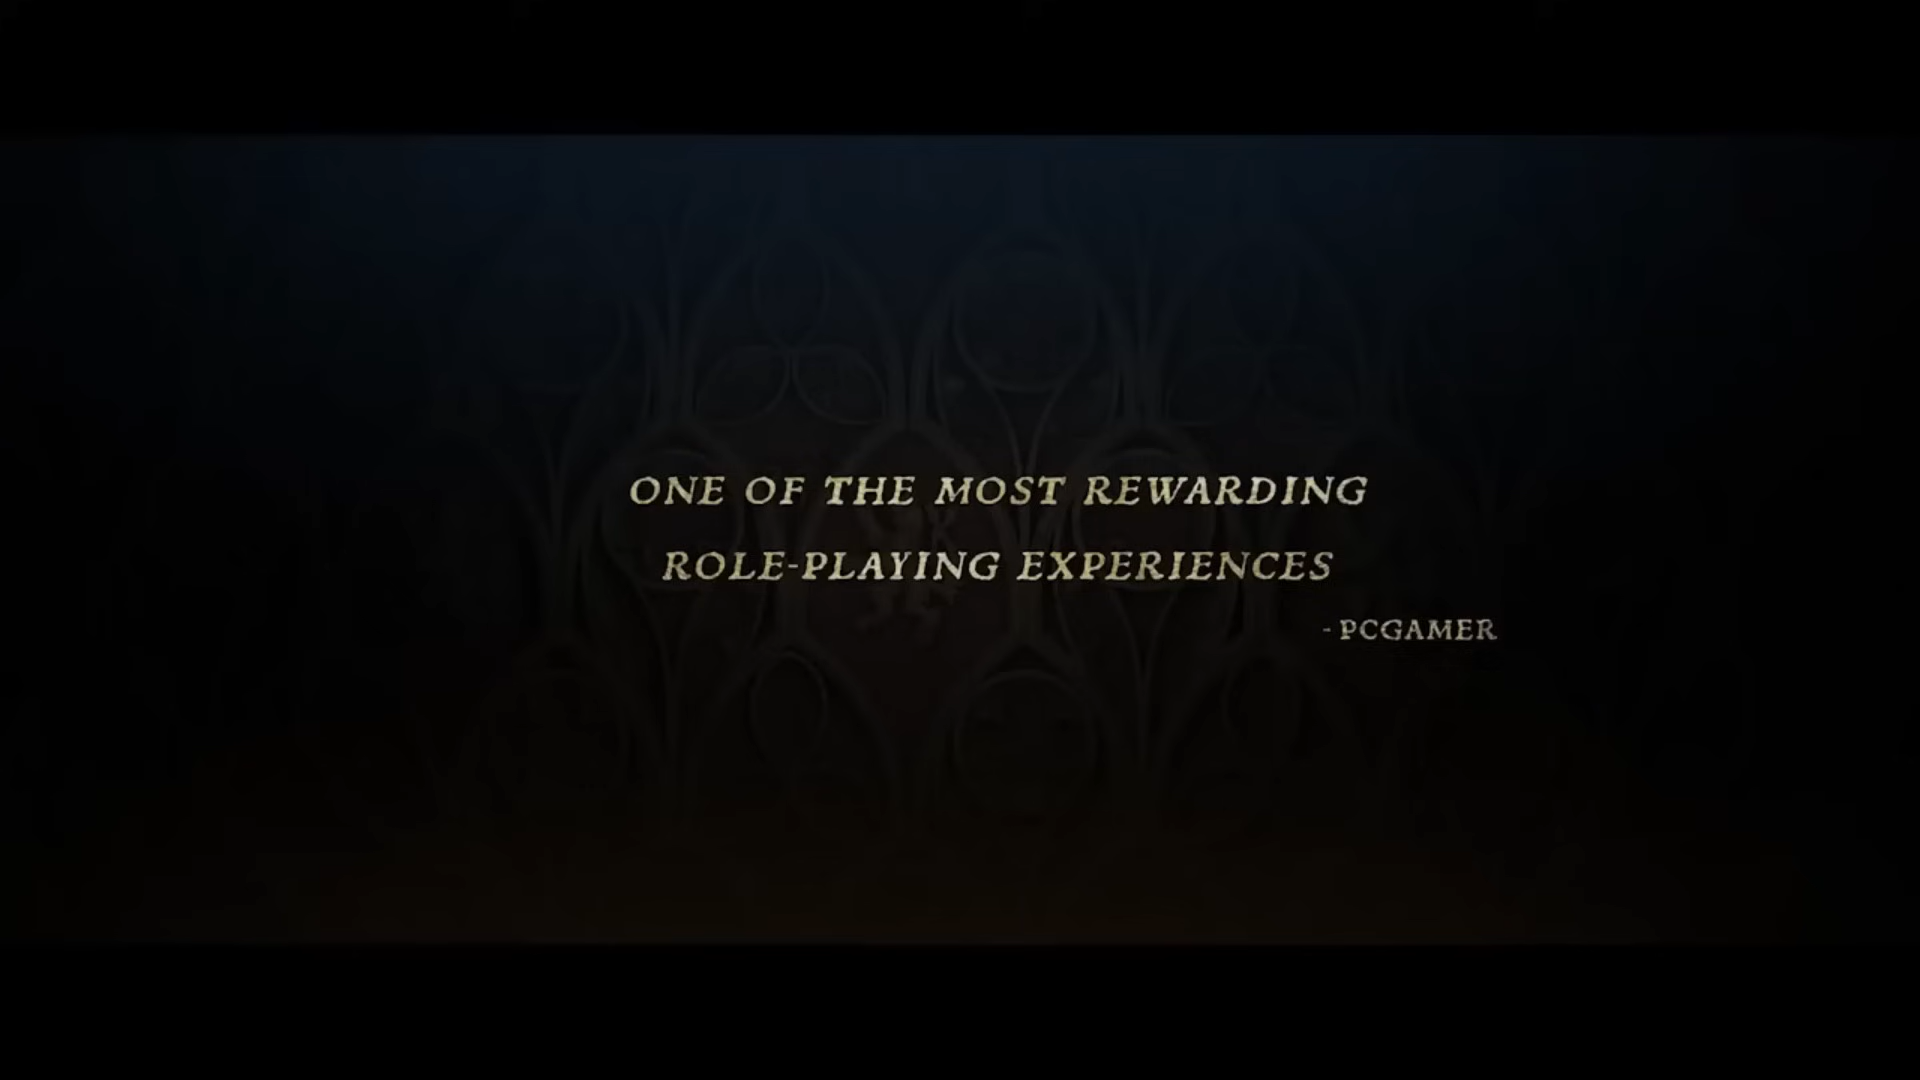 ONE OF THE MOST REWARDING
ROLE-PLAYING EXPERIENCES
- PCGAMER